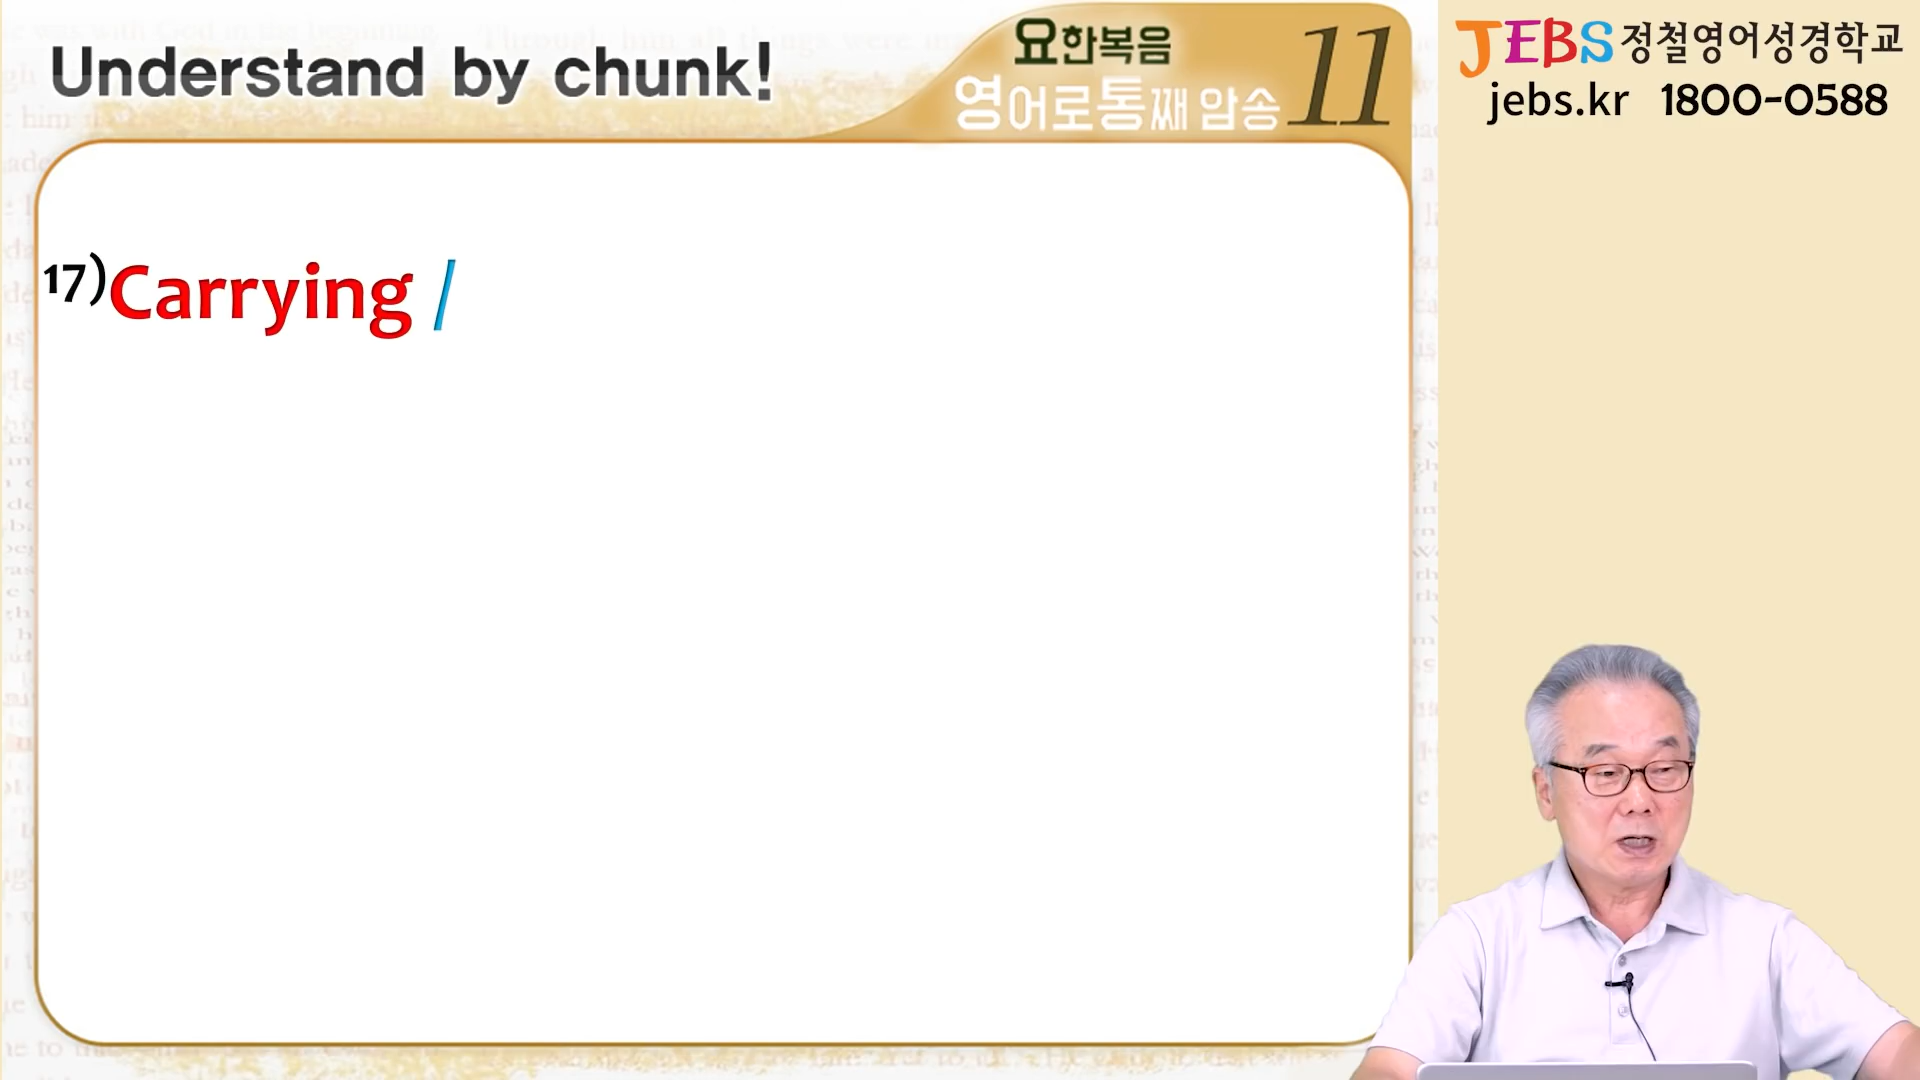 Understand by chunk!
요한복음
영어로통째 암송 11
JEBS 정철영어성경학교
jebs.kr 1800-0588
17)Carrying /